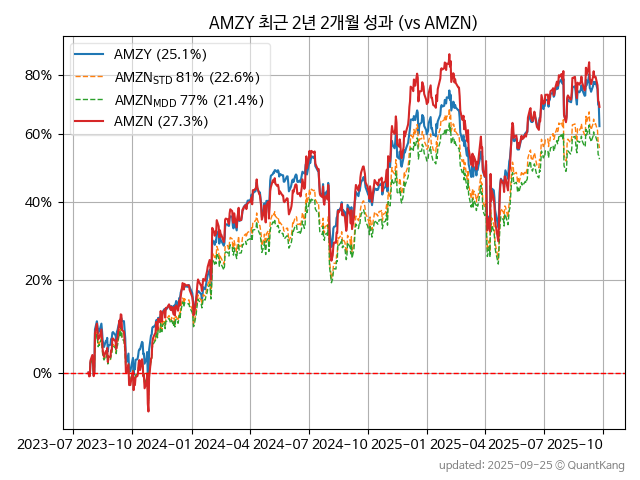 AMZY 최근 2년 2개월 성과 (vs AMZN)
AMZY (25.1%)
AMZN_STD 81% (22.6%)
AMZN_MDD 77% (21.4%)
AMZN (27.3%)
80%
60%
40%
20%
0%
2023-07 2023-10 2024-01 2024-04 2024-07 2024-10 2025-01 2025-04 2025-07 2025-10
updated: 2025-09-25 ⓒ QuantKang